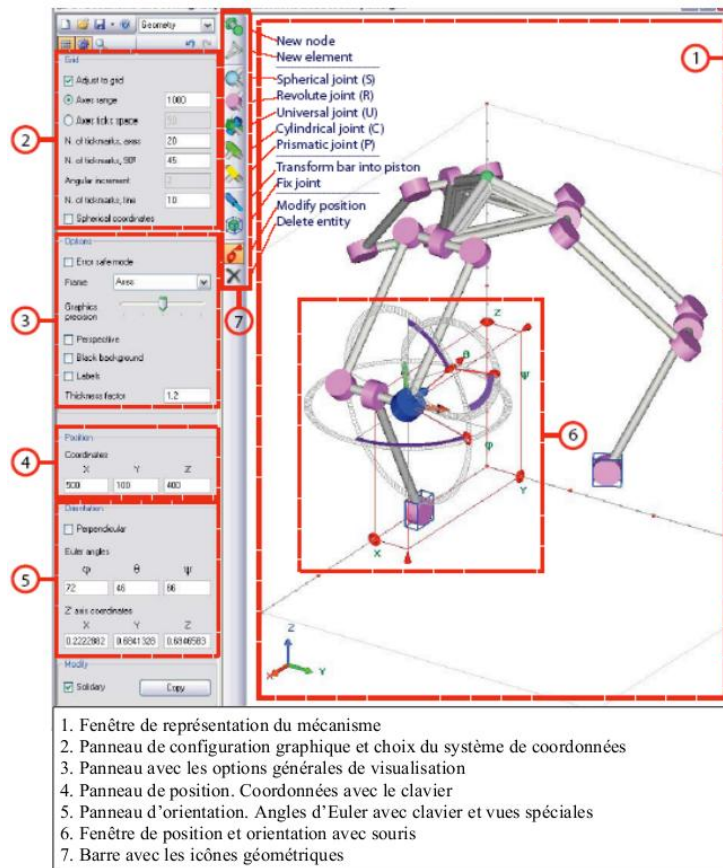 Geometry
Grid
Adjust to grid
Axes range 1000
Axes ticks space 50
N. of tickmarks, axes 20
N. of tickmarks, 90º 45
Angular increment 2
N. of tickmarks, line 10
Spherical coordinates
Options
Error safe mode
Frame Axes
Graphics
precision
Perspective
Black background
Labels
Thickness factor 1.2
Position
Coordinates
X Y Z
500 100 400
Orientation
Perpendicular
Euler angles
φ θ ψ
72 46 86
Z' axis coordinates
X Y Z
0.2222882 0.6841328 0.6946583
Modify
Solidary Copy
New node
New element
Spherical joint (S)
Revolute joint (R)
Universal joint (U)
Cylindrical joint (C)
Prismatic joint (P)
Transform bar into piston
Fix joint
Modify position
Delete entity
1
2
3
4
5
6
7
Z
θ
ψ
φ
Y
X
Z
X
Y
1. Fenêtre de représentation du mécanisme
2. Panneau de configuration graphique et choix du système de coordonnées
3. Panneau avec les options générales de visualisation
4. Panneau de position. Coordonnées avec le clavier
5. Panneau d'orientation. Angles d'Euler avec clavier et vues spéciales
6. Fenêtre de position et orientation avec souris
7. Barre avec les icônes géométriques